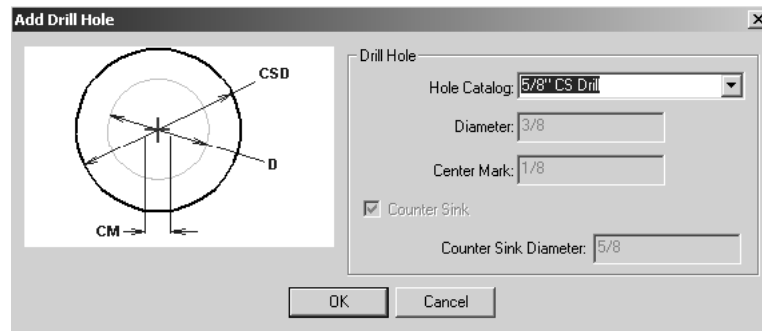 Add Drill Hole
CSD
D
CM
Drill Hole
Hole Catalog: 5/8" CS Drill
Diameter: 3/8
Center Mark: 1/8
Counter Sink
Counter Sink Diameter: 5/8
OK Cancel